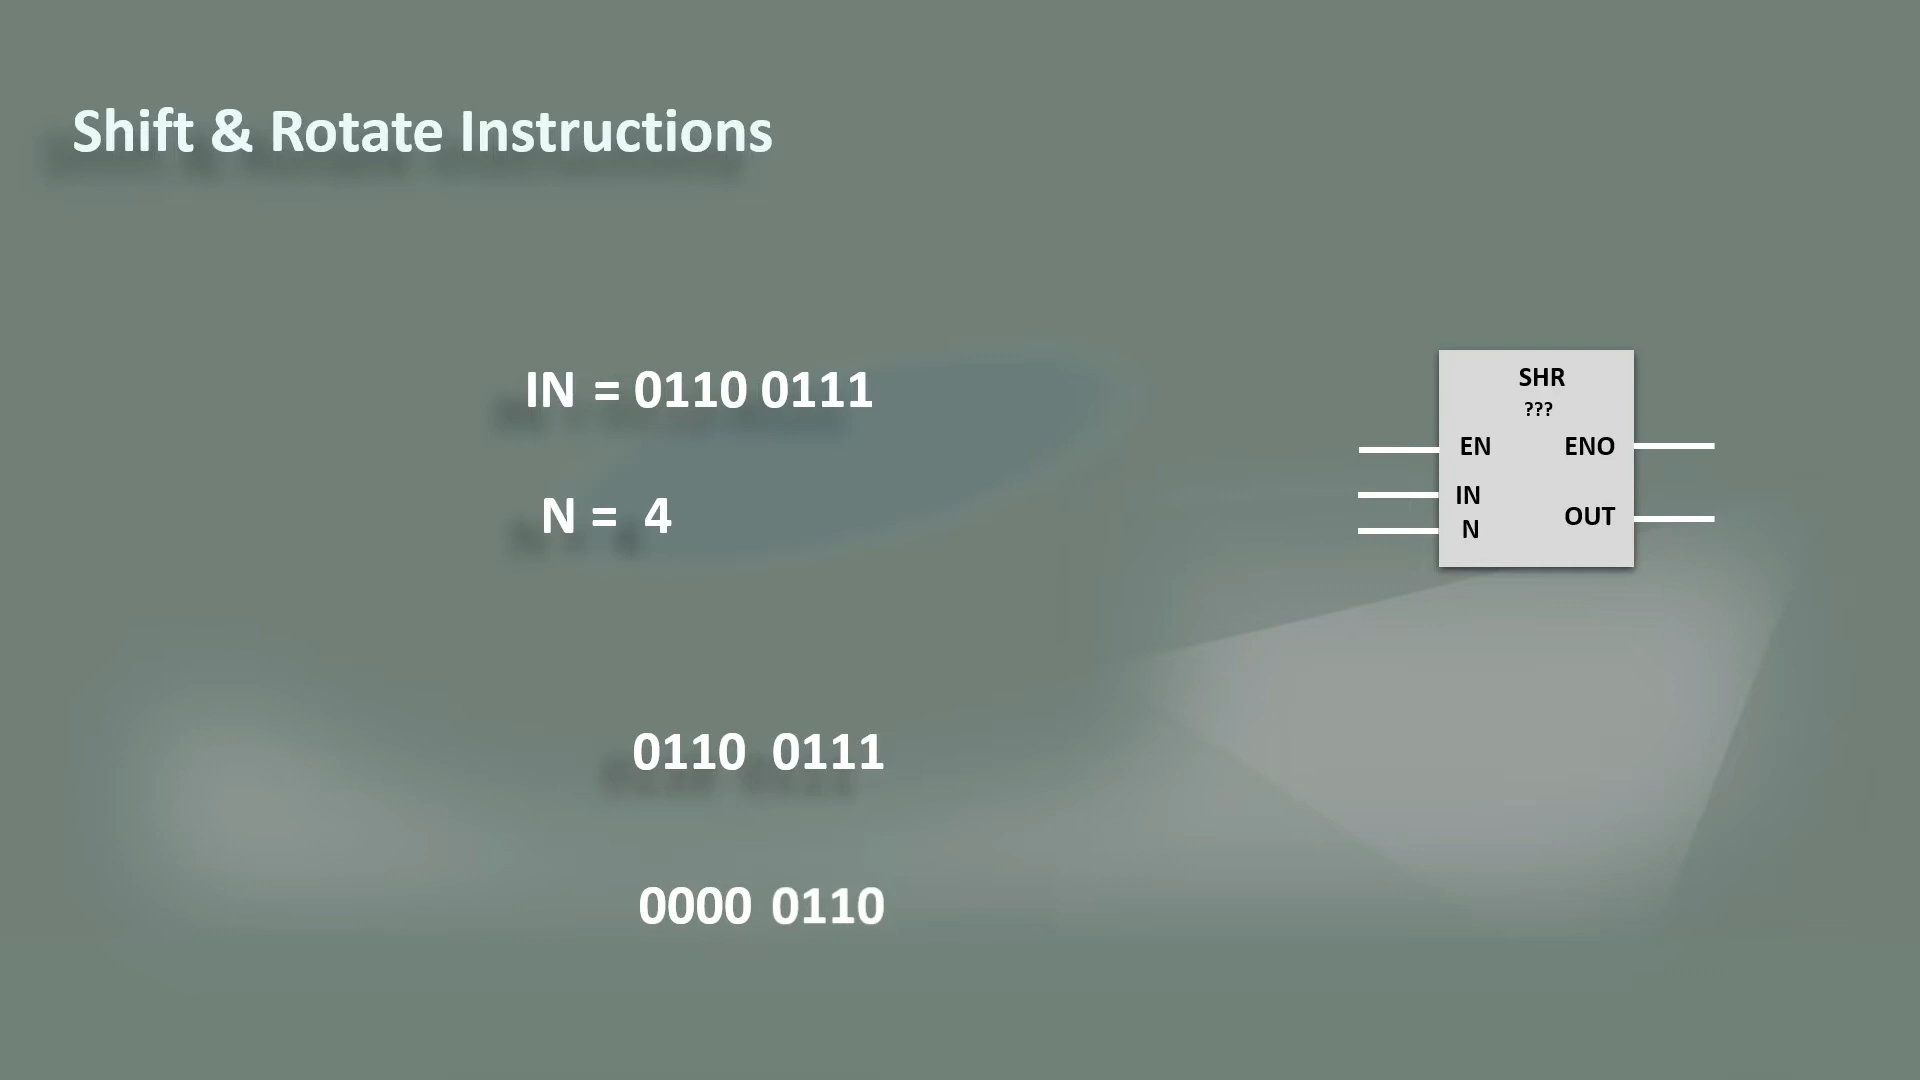 Shift & Rotate Instructions
IN = 0110 0111
N = 4
0110 0111
0000 0110
SHR
???
EN ENO
IN
N OUT